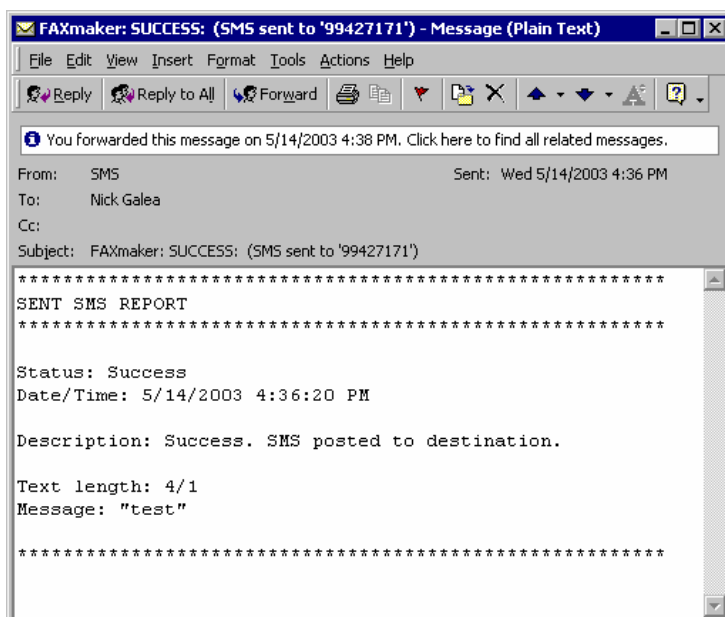 FAXmaker: SUCCESS: (SMS sent to '99427171') - Message (Plain Text)
File Edit View Insert Format Tools Actions Help
Reply Reply to All Forward
You forwarded this message on 5/14/2003 4:38 PM. Click here to find all related messages.
From: SMS Sent: Wed 5/14/2003 4:36 PM
To: Nick Galea
Cc:
Subject: FAXmaker: SUCCESS: (SMS sent to '99427171')
*********************************************************
SENT SMS REPORT
*********************************************************
Status: Success
Date/Time: 5/14/2003 4:36:20 PM
Description: Success. SMS posted to destination.
Text length: 4/1
Message: "test"
*********************************************************